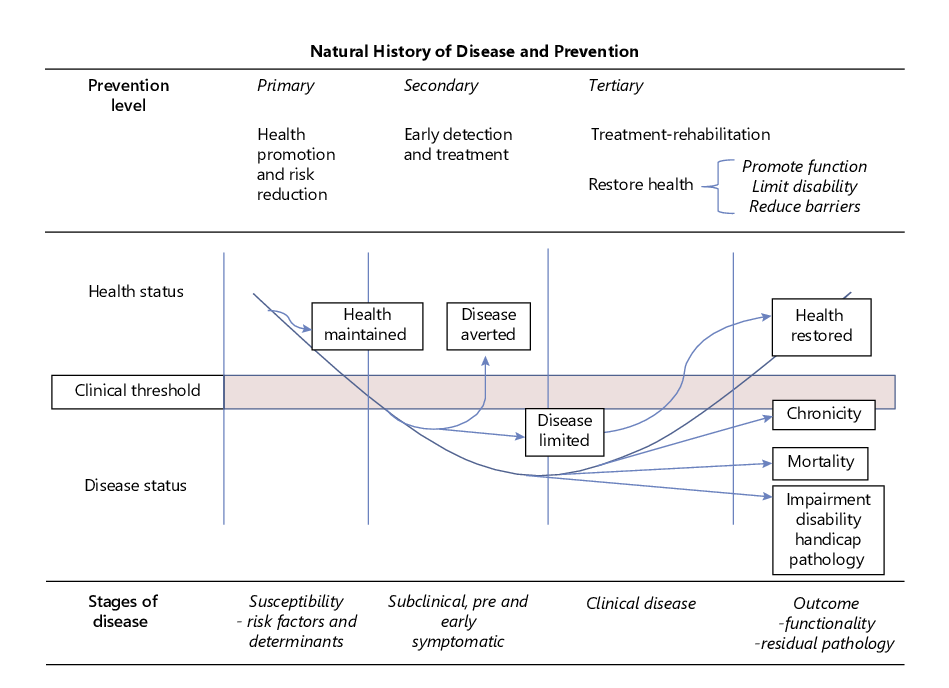 Natural History of Disease and Prevention
Prevention
level
Primary
Secondary
Tertiary
Health
promotion
and risk
reduction
Early detection
and treatment
Treatment-rehabilitation
Restore health
Promote function
Limit disability
Reduce barriers
Health status
Health
maintained
Disease
averted
Health
restored
Clinical threshold
Disease
limited
Chronicity
Mortality
Disease status
Impairment
disability
handicap
pathology
Stages of
disease
Susceptibility
- risk factors and
determinants
Subclinical, pre and
early
symptomatic
Clinical disease
Outcome
-functionality
-residual pathology